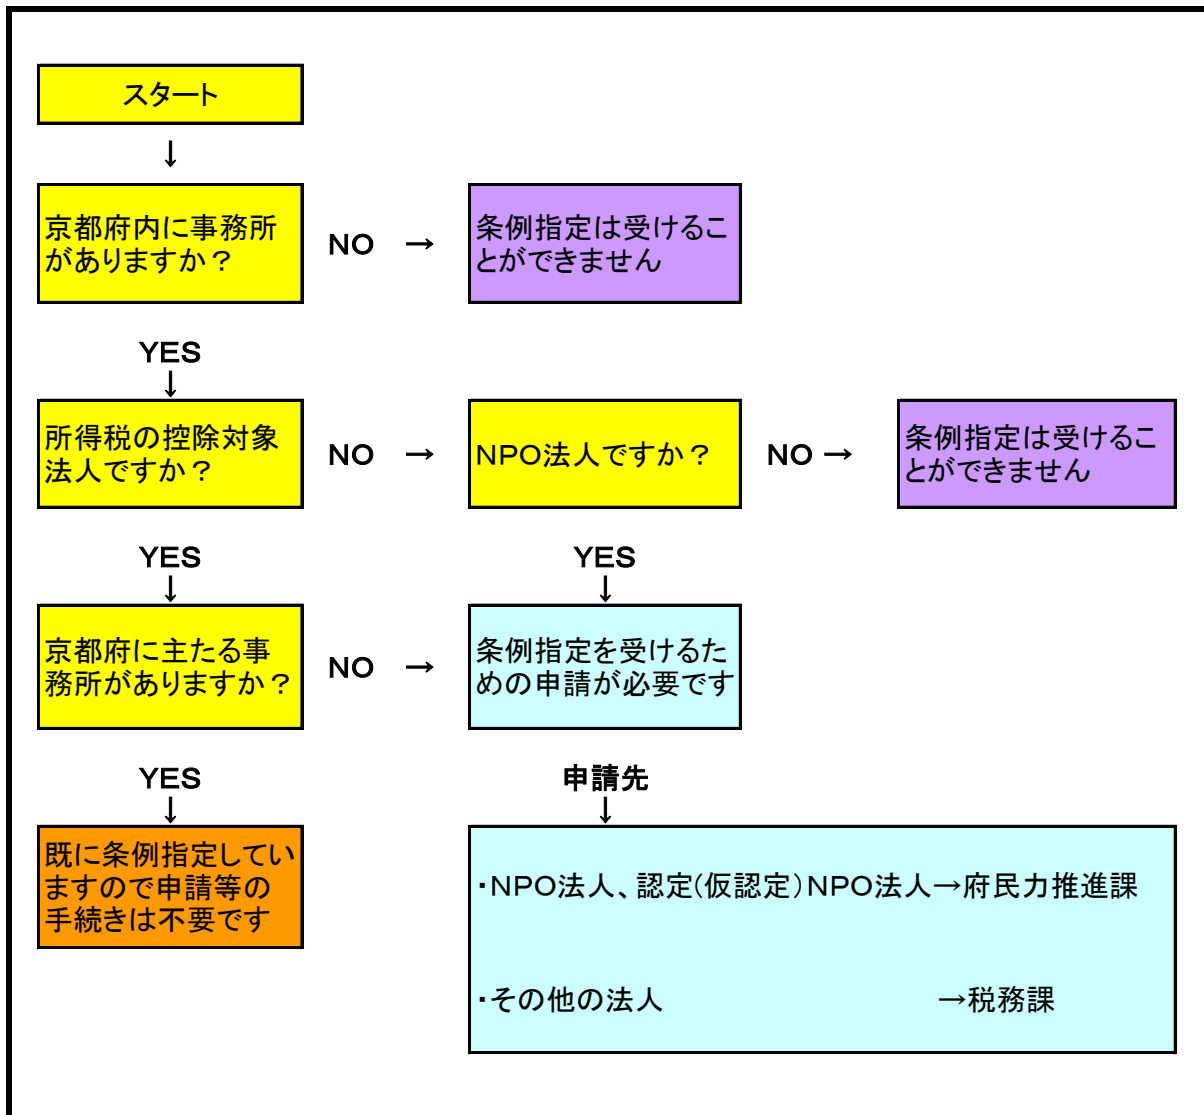 スタート
↓
京都府内に事務所
がありますか？
NO →
条例指定は受けるこ
とができません
YES
↓
所得税の控除対象
法人ですか？
NO →
NPO法人ですか？
NO →
条例指定は受けるこ
とができません
YES
↓
YES
↓
京都府に主たる事
務所がありますか？
NO →
条例指定を受けるた
めの申請が必要です
YES
↓
申請先
↓
既に条例指定してい
ますので申請等の
手続きは不要です
・NPO法人、認定(仮認定)NPO法人→府民力推進課
・その他の法人 →税務課